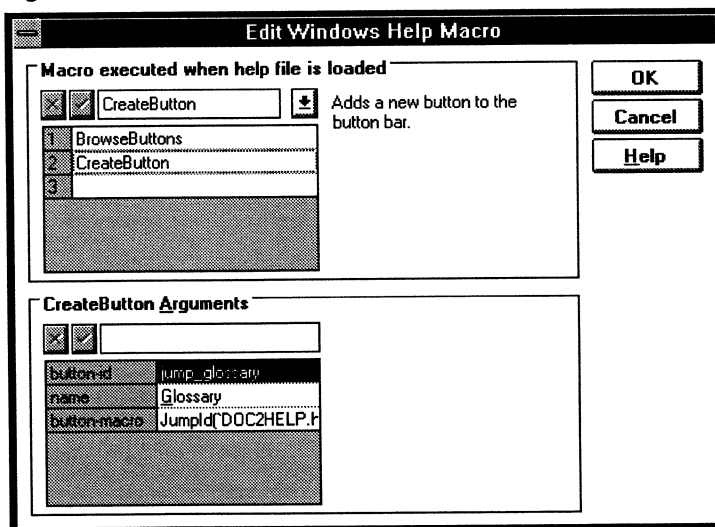 Edit Windows Help Macro
Macro executed when help file is loaded
CreateButton
Adds a new button to the
button bar.
1 BrowseButtons
2 CreateButton
3
OK
Cancel
Help
CreateButton Arguments
button-id jump_glossary
name Glossary
button-macro JumpId(`DOC2HELP.h